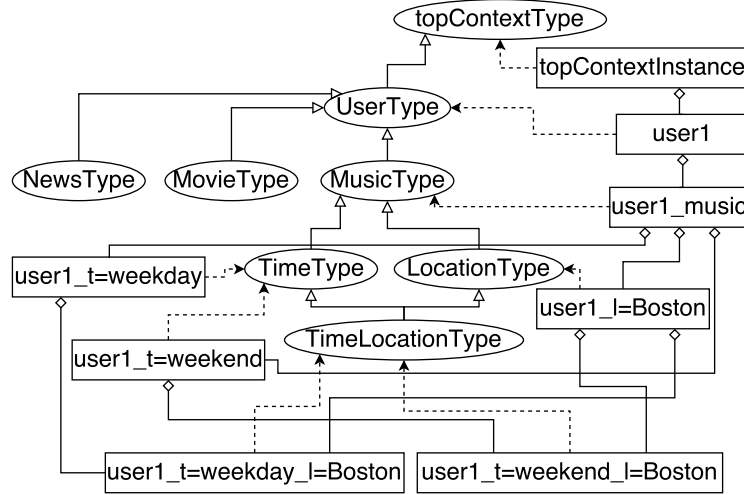 topContextType
topContextInstance
UserType
user1
NewsType
MovieType
MusicType
user1_music
user1_t=weekday
TimeType
LocationType
user1_l=Boston
TimeLocationType
user1_t=weekend
user1_t=weekday_l=Boston
user1_t=weekend_l=Boston